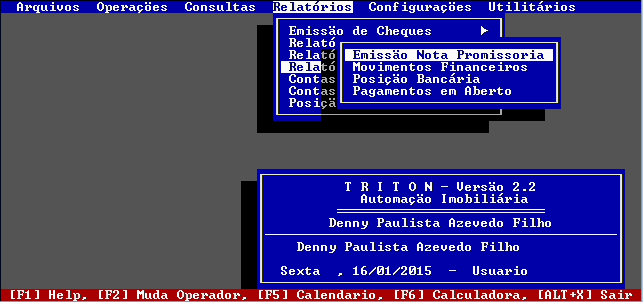 Arquivos Operações Consultas Relatórios Configurações Utilitários
Emissão de Cheques
Relató
Relató
Relató
Contas
Contas
Posiçã
Emissão Nota Promissoria
Movimentos Financeiros
Posição Bancária
Pagamentos em Aberto
T R I T O N - Versão 2.2
Automação Imobiliária
Denny Paulista Azevedo Filho
Denny Paulista Azevedo Filho
Sexta , 16/01/2015 - Usuario
[F1] Help, [F2] Muda Operador, [F5] Calendario, [F6] Calculadora, [ALT+X] Sair